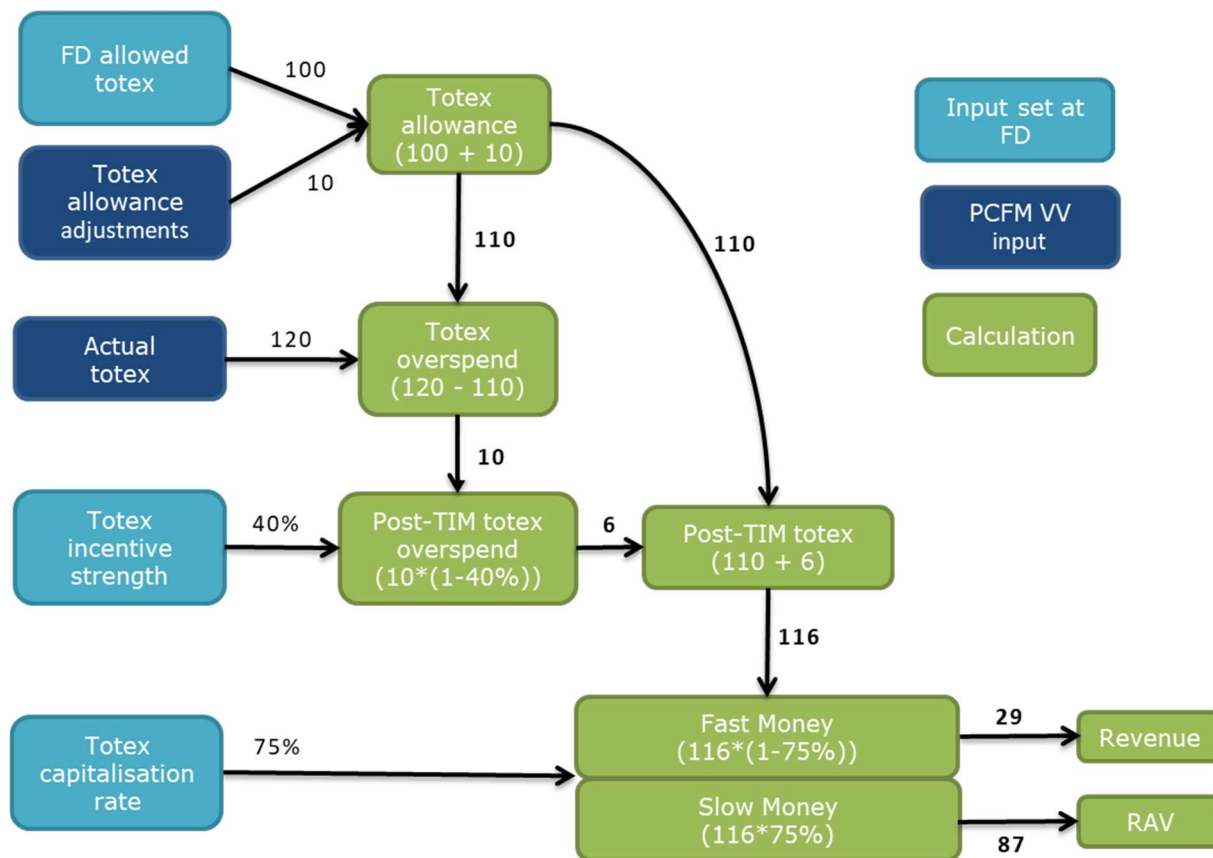 FD allowed
totex
100
Totex
allowance
(100 + 10)
Input set at
FD
Totex
allowance
adjustments
10
PCFM VV
input
110
110
Actual
totex
120
Totex
overspend
(120 - 110)
Calculation
10
Totex
incentive
strength
40%
Post-TIM totex
overspend
(10*(1-40%))
6
Post-TIM totex
(110 + 6)
116
Totex
capitalisation
rate
75%
Fast Money
(116*(1-75%))
29
Revenue
Slow Money
(116*75%)
87
RAV